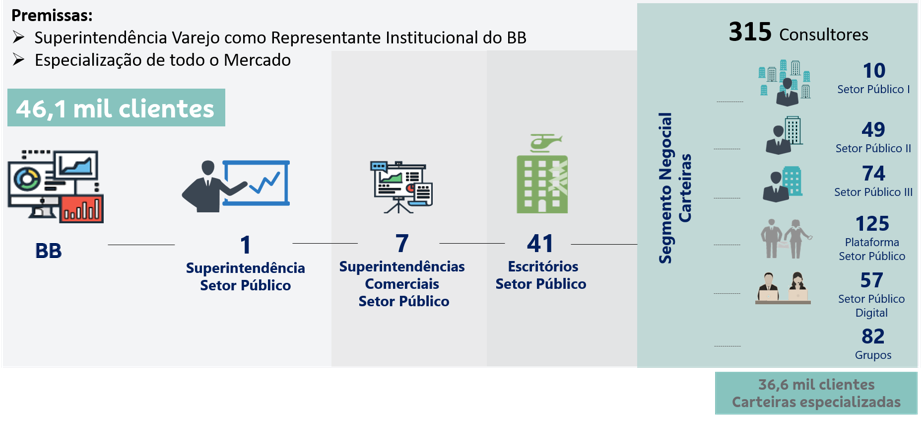 Premissas:
➢ Superintendência Varejo como Representante Institucional do BB
➢ Especialização de todo o Mercado
46,1 mil clientes
BB
1
Superintendência
Setor Público
7
Superintendências
Comerciais
Setor Público
41
Escritórios
Setor Público
Segmento Negocial
Carteiras
315 Consultores
10
Setor Público I
49
Setor Público II
74
Setor Público III
125
Plataforma
Setor Público
57
Setor Público
Digital
82
Grupos
36,6 mil clientes
Carteiras especializadas